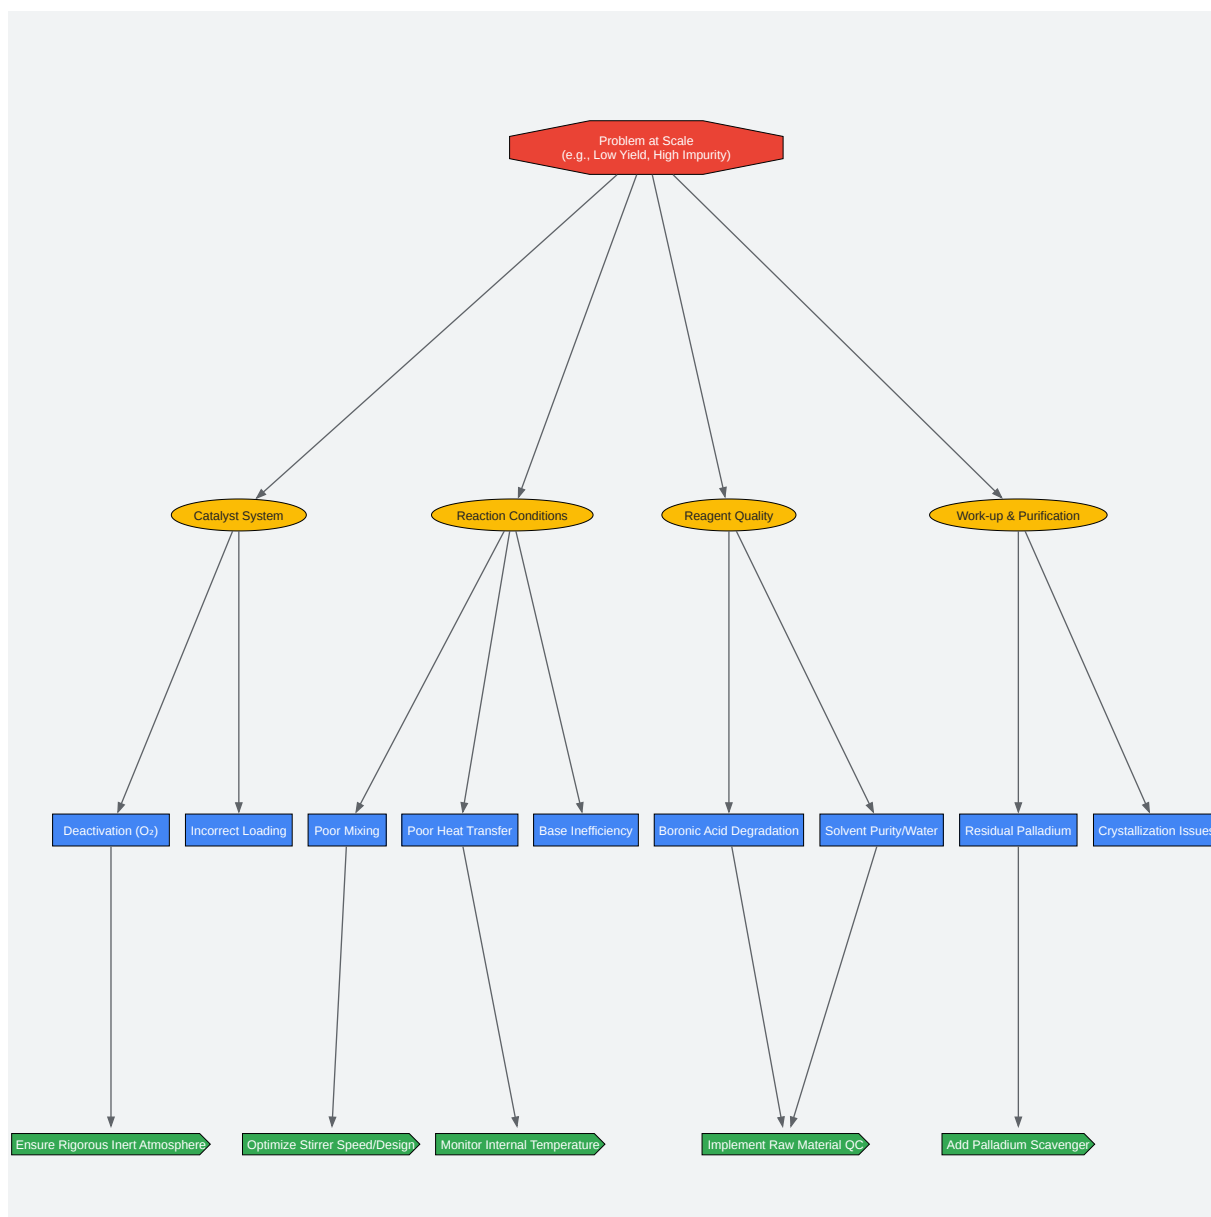 Problem at Scale
(e.g., Low Yield, High Impurity)
Catalyst System
Reaction Conditions
Reagent Quality
Work-up & Purification
Deactivation (O₂)
Incorrect Loading
Poor Mixing
Poor Heat Transfer
Base Inefficiency
Boronic Acid Degradation
Solvent Purity/Water
Residual Palladium
Crystallization Issues
Ensure Rigorous Inert Atmosphere
Optimize Stirrer Speed/Design
Monitor Internal Temperature
Implement Raw Material QC
Add Palladium Scavenger